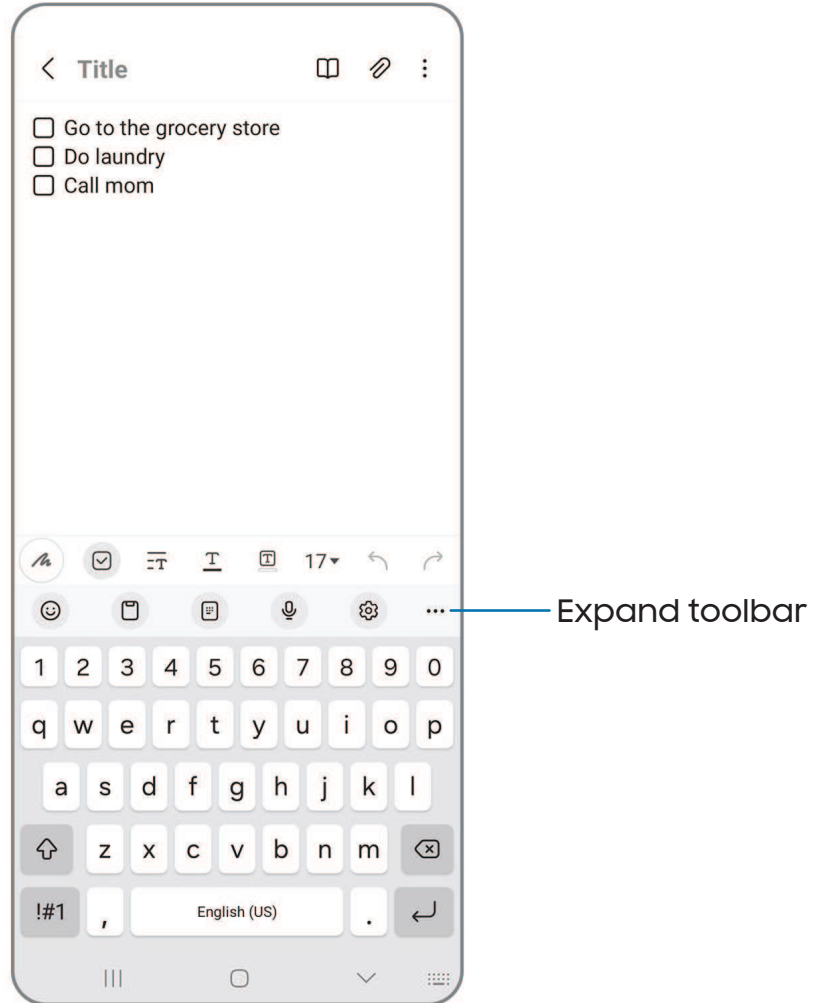 Title
Go to the grocery store
Do laundry
Call mom
17
Expand toolbar
1 2 3 4 5 6 7 8 9 0
q w e r t y u i o p
a s d f g h j k l
z x c v b n m
!#1 , English (US) .